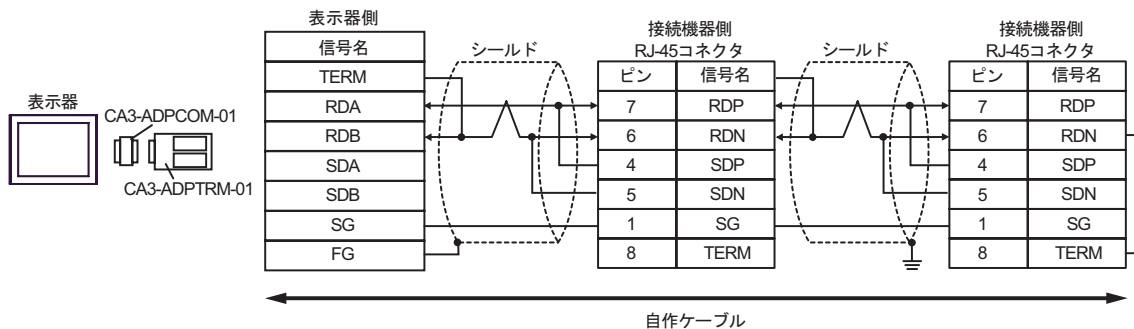 表示器
CA3-ADPCOM-01
CA3-ADPTRM-01
表示器側
信号名
TERM
RDA
RDB
SDA
SDB
SG
FG
シールド
接続機器側
RJ-45コネクタ
ピン 信号名
7 RDP
6 RDN
4 SDP
5 SDN
1 SG
8 TERM
シールド
接続機器側
RJ-45コネクタ
ピン 信号名
7 RDP
6 RDN
4 SDP
5 SDN
1 SG
8 TERM
自作ケーブル